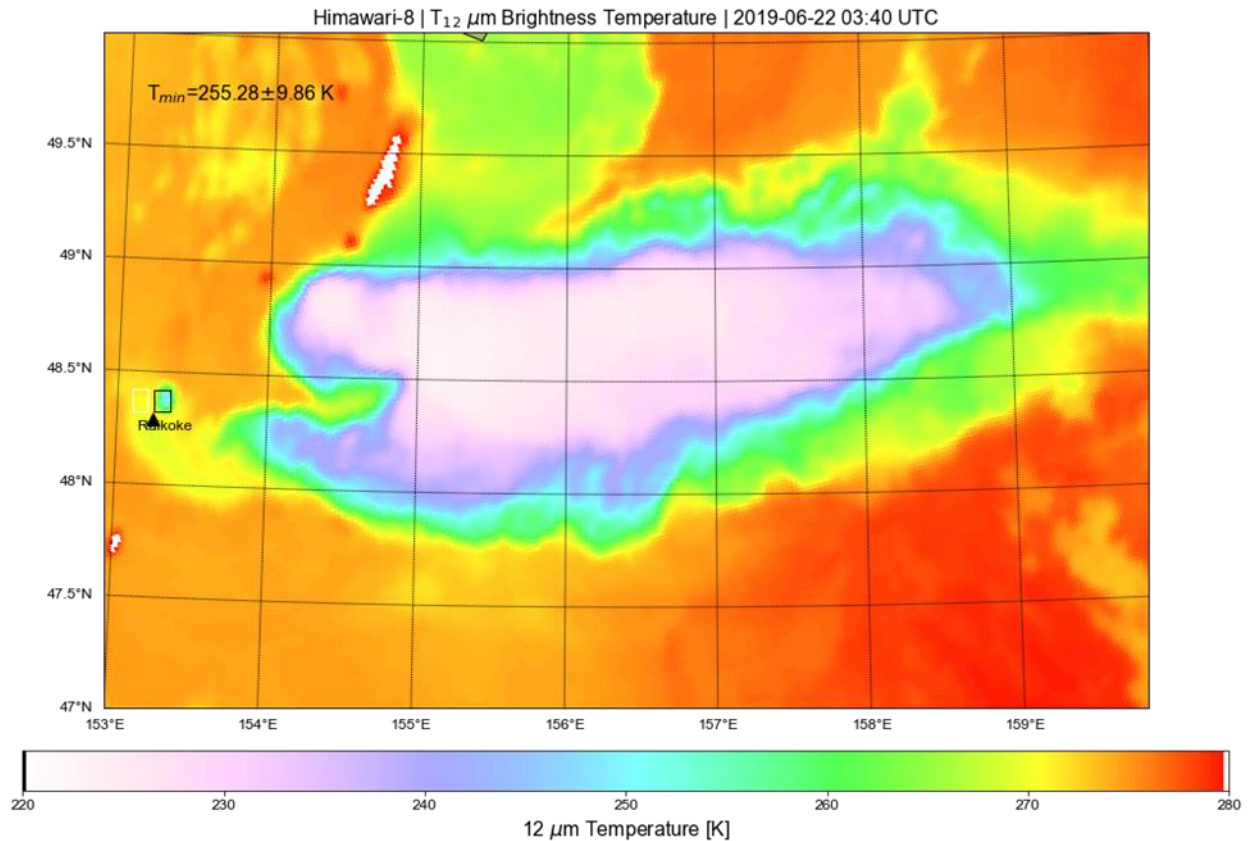 Himawari-8 | T₁₂ μm Brightness Temperature | 2019-06-22 03:40 UTC
Tₘᵢₙ=255.28±9.86 K
49.5°N
49°N
48.5°N
Raikoke
48°N
47.5°N
47°N
153°E 154°E 155°E 156°E 157°E 158°E 159°E
220 230 240 250 260 270 280
12 μm Temperature [K]